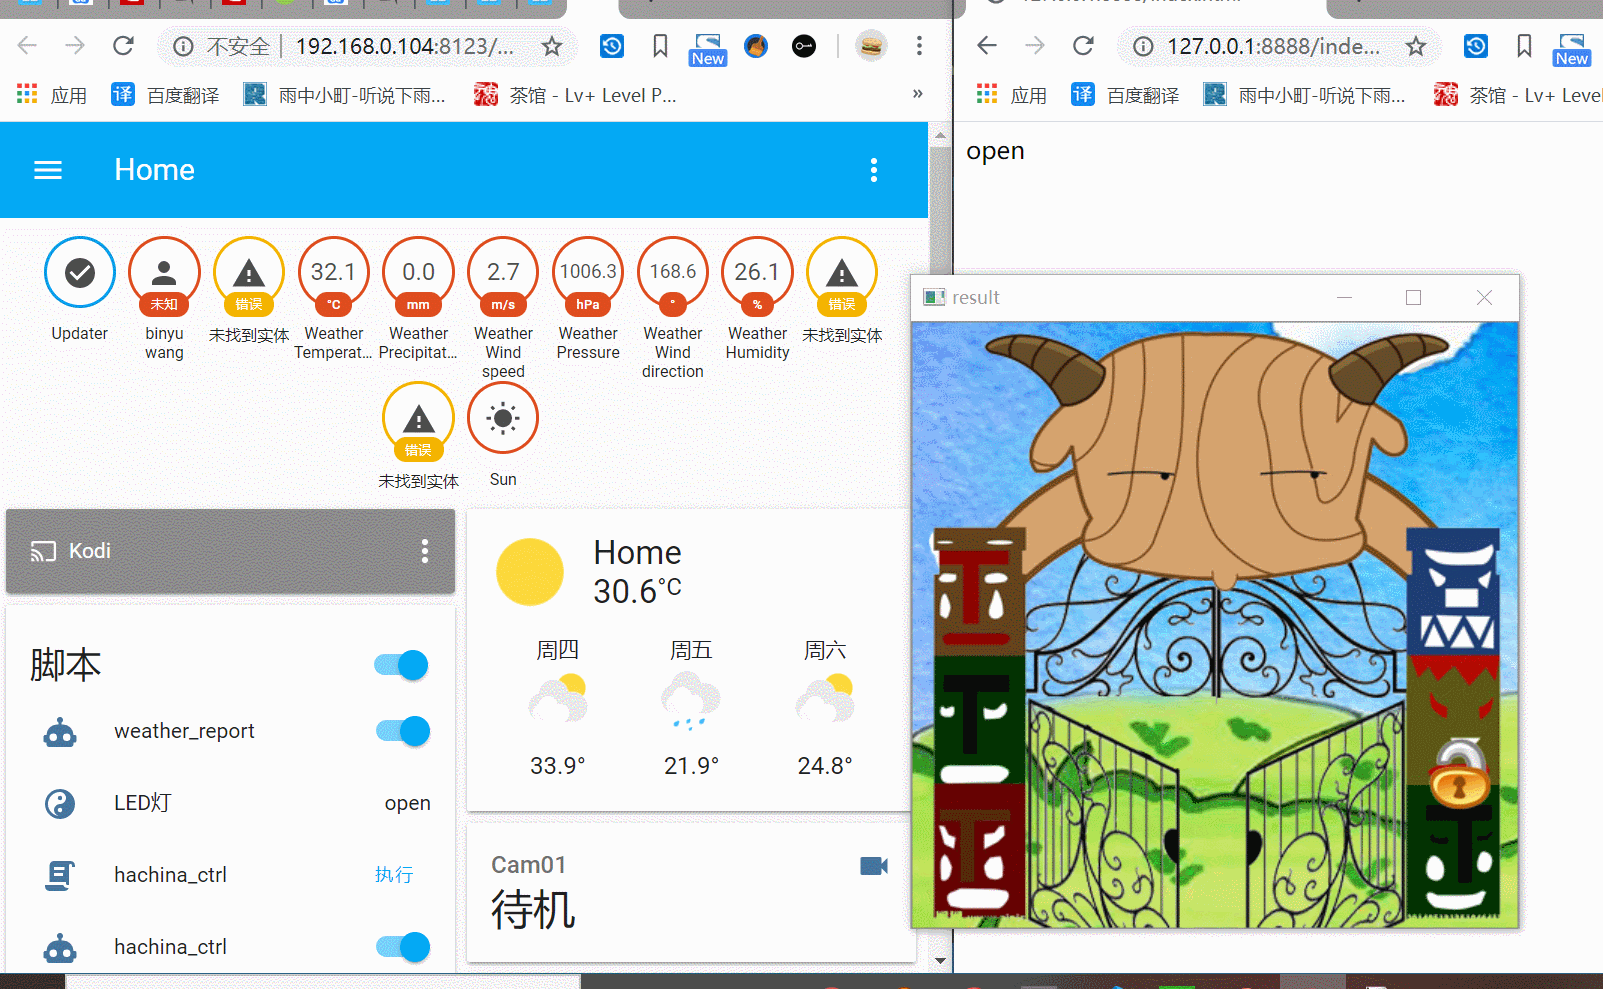 不安全 192.168.0.104:8123/... New
应用 百度翻译 雨中小町-听说下雨... 茶馆 - Lv+ Level P... »
Home
32.1 0.0 2.7 1006.3 168.6 26.1
未知 错误 °C mm m/s hPa ° % 错误
Updater binyu wang 未找到实体 Weather Temperat... Weather Precipitat... Weather Wind speed Weather Pressure Weather Wind direction Weather Humidity 未找到实体
错误
未找到实体 Sun
Kodi
脚本
weather_report
LED灯 open
hachina_ctrl 执行
hachina_ctrl
Home
30.6°C
周四 周五 周六
33.9° 21.9° 24.8°
Cam01
待机
127.0.0.1:8888/inde... New
应用 百度翻译 雨中小町-听说下雨... 茶馆 - Lv+ Level
open
result